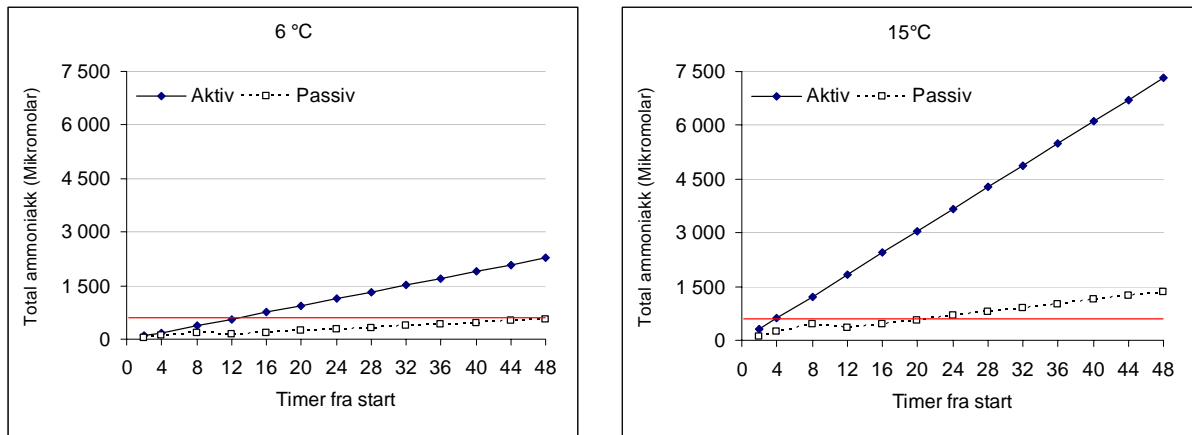 6 °C
Total ammoniakk (Mikromolar)
7 500
6 000
4 500
3 000
1 500
0
Aktiv Passiv
0 4 8 12 16 20 24 28 32 36 40 44 48
Timer fra start
15°C
Total ammoniakk (Mikromolar)
7 500
6 000
4 500
3 000
1 500
0
Aktiv Passiv
0 4 8 12 16 20 24 28 32 36 40 44 48
Timer fra start